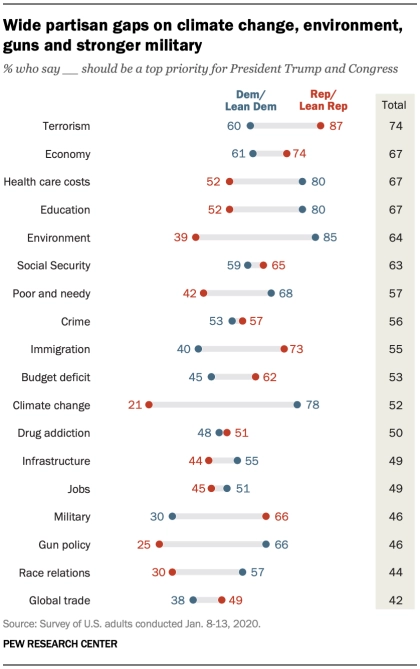 Wide partisan gaps on climate change, environment,
guns and stronger military
% who say __ should be a top priority for President Trump and Congress
Dem/ Rep/
Lean Dem Lean Rep Total
Terrorism 60 87 74
Economy 61 74 67
Health care costs 52 80 67
Education 52 80 67
Environment 39 85 64
Social Security 59 65 63
Poor and needy 42 68 57
Crime 53 57 56
Immigration 40 73 55
Budget deficit 45 62 53
Climate change 21 78 52
Drug addiction 48 51 50
Infrastructure 44 55 49
Jobs 45 51 49
Military 30 66 46
Gun policy 25 66 46
Race relations 30 57 44
Global trade 38 49 42
Source: Survey of U.S. adults conducted Jan. 8-13, 2020.
PEW RESEARCH CENTER